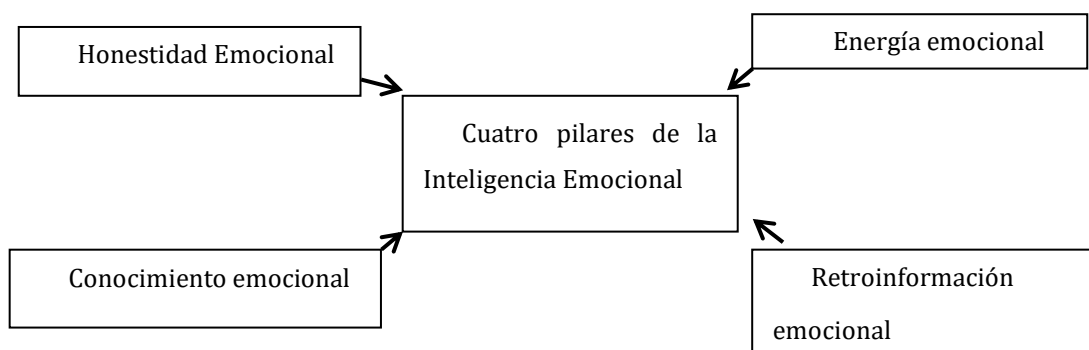 Honestidad Emocional
Energía emocional
Cuatro pilares de la
Inteligencia Emocional
Conocimiento emocional
Retroinformación
emocional